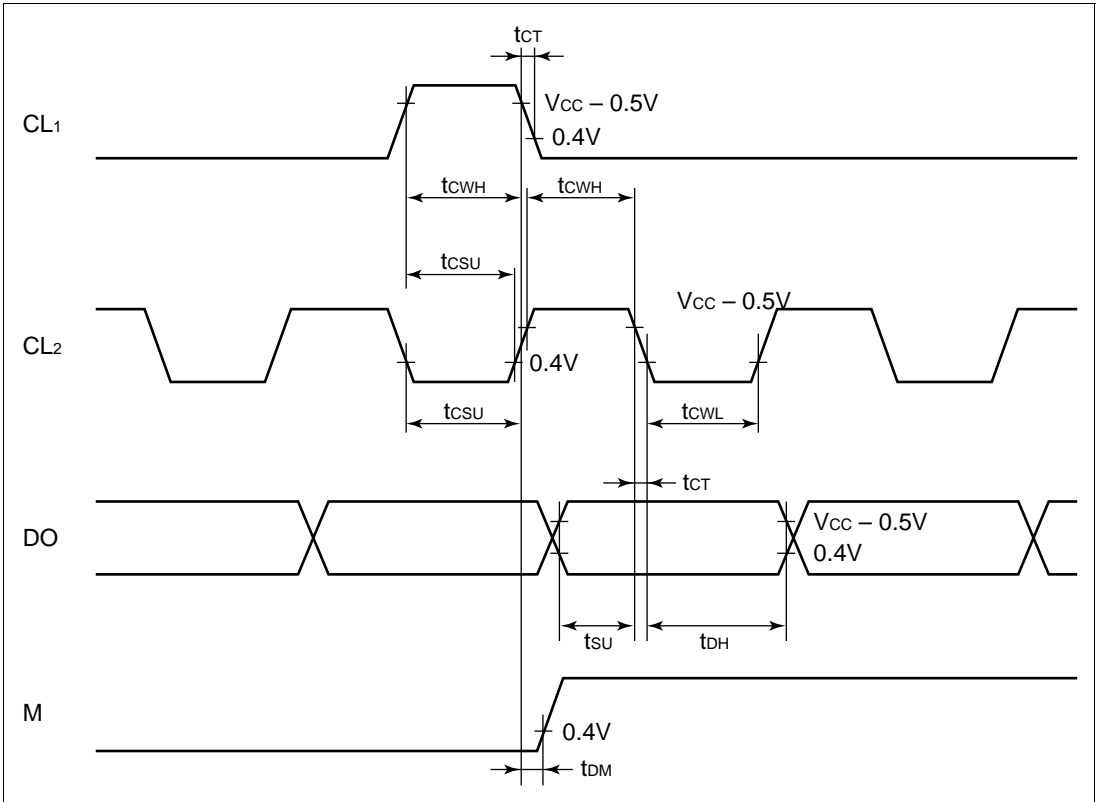 tCT
VCC – 0.5V
CL1
0.4V
tCWH tCWH
tCSU
VCC – 0.5V
CL2
0.4V
tCSU tCWL
tCT
VCC – 0.5V
DO
0.4V
tSU tDH
M
0.4V
tDM